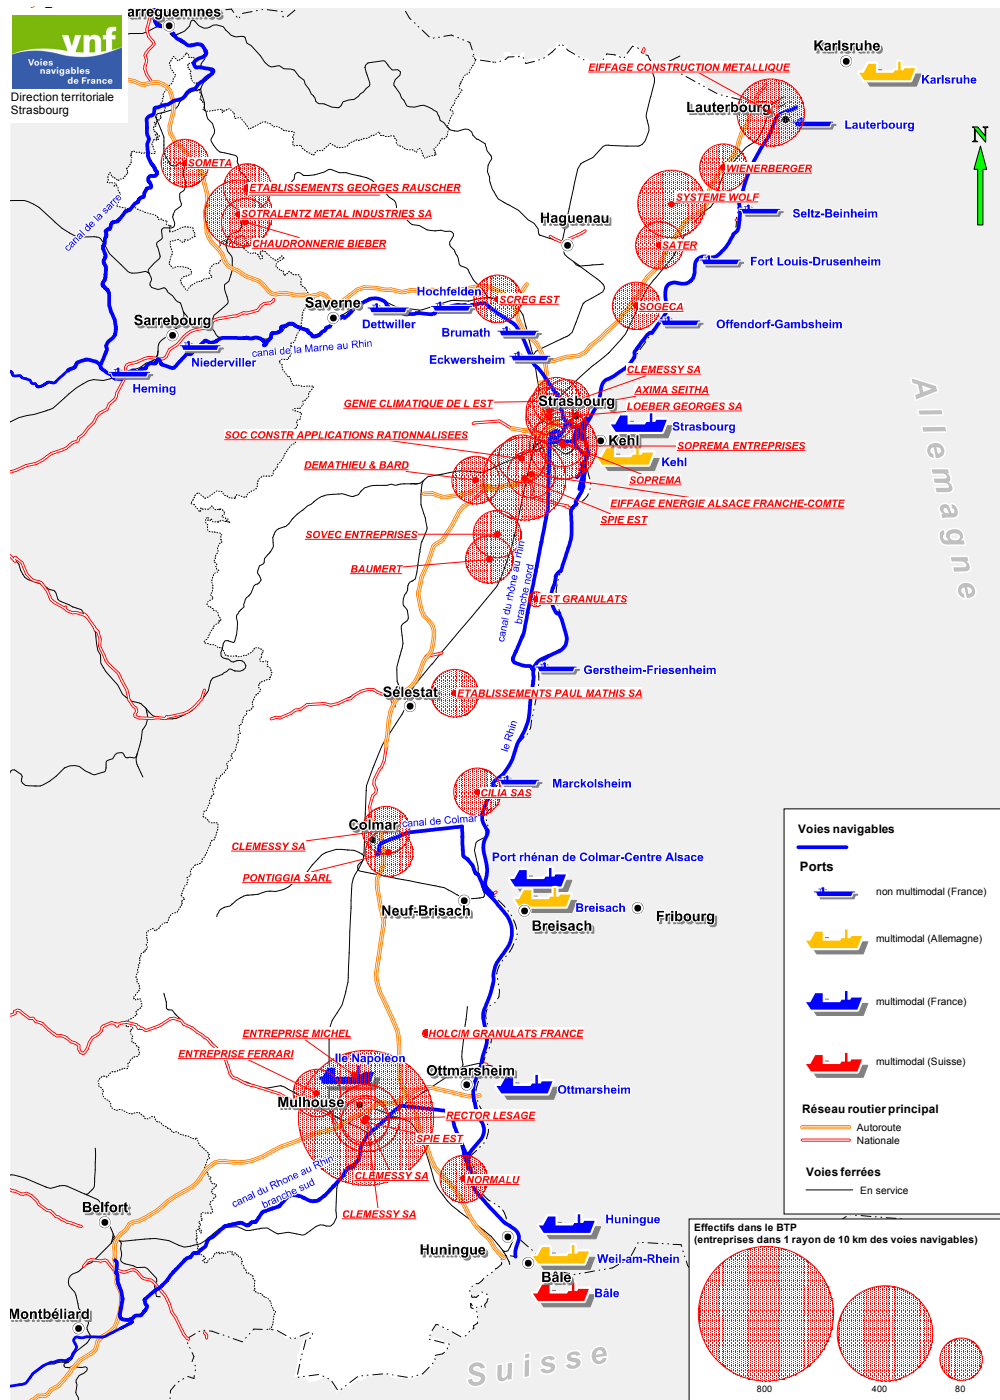 arreguemines
vnf
Voies
navigables
de France
Direction territoriale
Strasbourg
Karlsruhe
EIFFAGE CONSTRUCTION METALLIQUE
Karlsruhe
Lauterbourg
Lauterbourg
N
SOMETA
WIENERBERGER
ETABLISSEMENTS GEORGES RAUSCHER
SYSTEME WOLF
SOTRALENTZ METAL INDUSTRIES SA
Seltz-Beinheim
canal de la sarre
Haguenau
CHAUDRONNERIE BIEBER
SATER
Fort Louis-Drusenheim
Hochfelden
SCREG EST
Saverne
SOGECA
Sarrebourg
Dettwiller
Offendorf-Gambsheim
Brumath
canal de la Marne au Rhin
Eckwersheim
Niederviller
CLEMESSY SA
Heming
AXIMA SEITHA
GENIE CLIMATIQUE DE L EST
Strasbourg
LOEBER GEORGES SA
Strasbourg
SOC CONSTR APPLICATIONS RATIONNALISEES
Kehl
SOPREMA ENTREPRISES
DEMATHIEU & BARD
Kehl
SOPREMA
EIFFAGE ENERGIE ALSACE FRANCHE-COMTE
SPIE EST
Allemagne
SOVEC ENTREPRISES
BAUMERT
canal du rhône au rhin
branche nord
EST GRANULATS
Gerstheim-Friesenheim
Sélestat
ETABLISSEMENTS PAUL MATHIS SA
le Rhin
Marckolsheim
CILIA SAS
Colmar
canal de Colmar
CLEMESSY SA
Port rhénan de Colmar-Centre Alsace
PONTIGGIA SARL
Neuf-Brisach
Breisach
Breisach
Fribourg
Voies navigables
Ports
non multimodal (France)
multimodal (Allemagne)
multimodal (France)
multimodal (Suisse)
Réseau routier principal
Autoroute
Nationale
Voies ferrées
En service
ENTREPRISE MICHEL
HOLCIM GRANULATS FRANCE
ENTREPRISE FERRARI
Ile Napoléon
Ottmarsheim
Ottmarsheim
Mulhouse
RECTOR LESAGE
SPIE EST
CLEMESSY SA
NORMALU
canal du Rhone au Rhin
branche sud
CLEMESSY SA
Belfort
Huningue
Huningue
Weil-am-Rhein
Bâle
Bâle
Montbéliard
Suisse
Effectifs dans le BTP
(entreprises dans 1 rayon de 10 km des voies navigables)
800
400
80